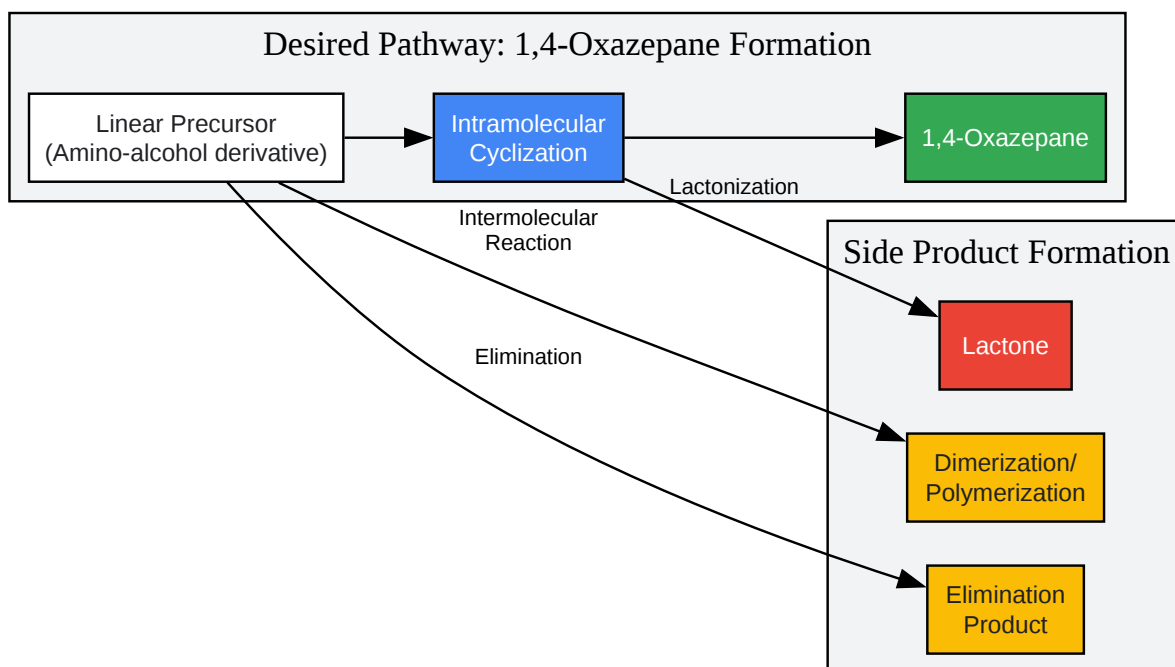 Desired Pathway: 1,4-Oxazepane Formation
Linear Precursor
(Amino-alcohol derivative)
Intramolecular
Cyclization
1,4-Oxazepane
Lactonization
Intermolecular
Reaction
Elimination
Side Product Formation
Lactone
Dimerization/
Polymerization
Elimination
Product